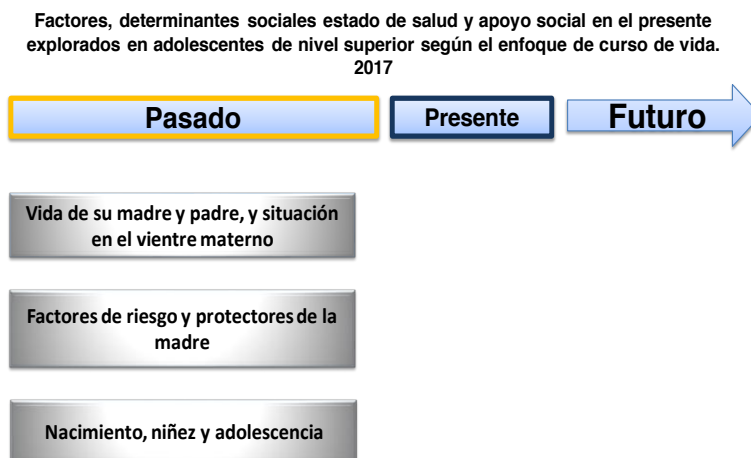 Factores, determinantes sociales estado de salud y apoyo social en el presente
explorados en adolescentes de nivel superior según el enfoque de curso de vida.
2017
Pasado
Presente
Futuro
Vida de su madre y padre, y situación
en el vientre materno
Factores de riesgo y protectores de la
madre
Nacimiento, niñez y adolescencia